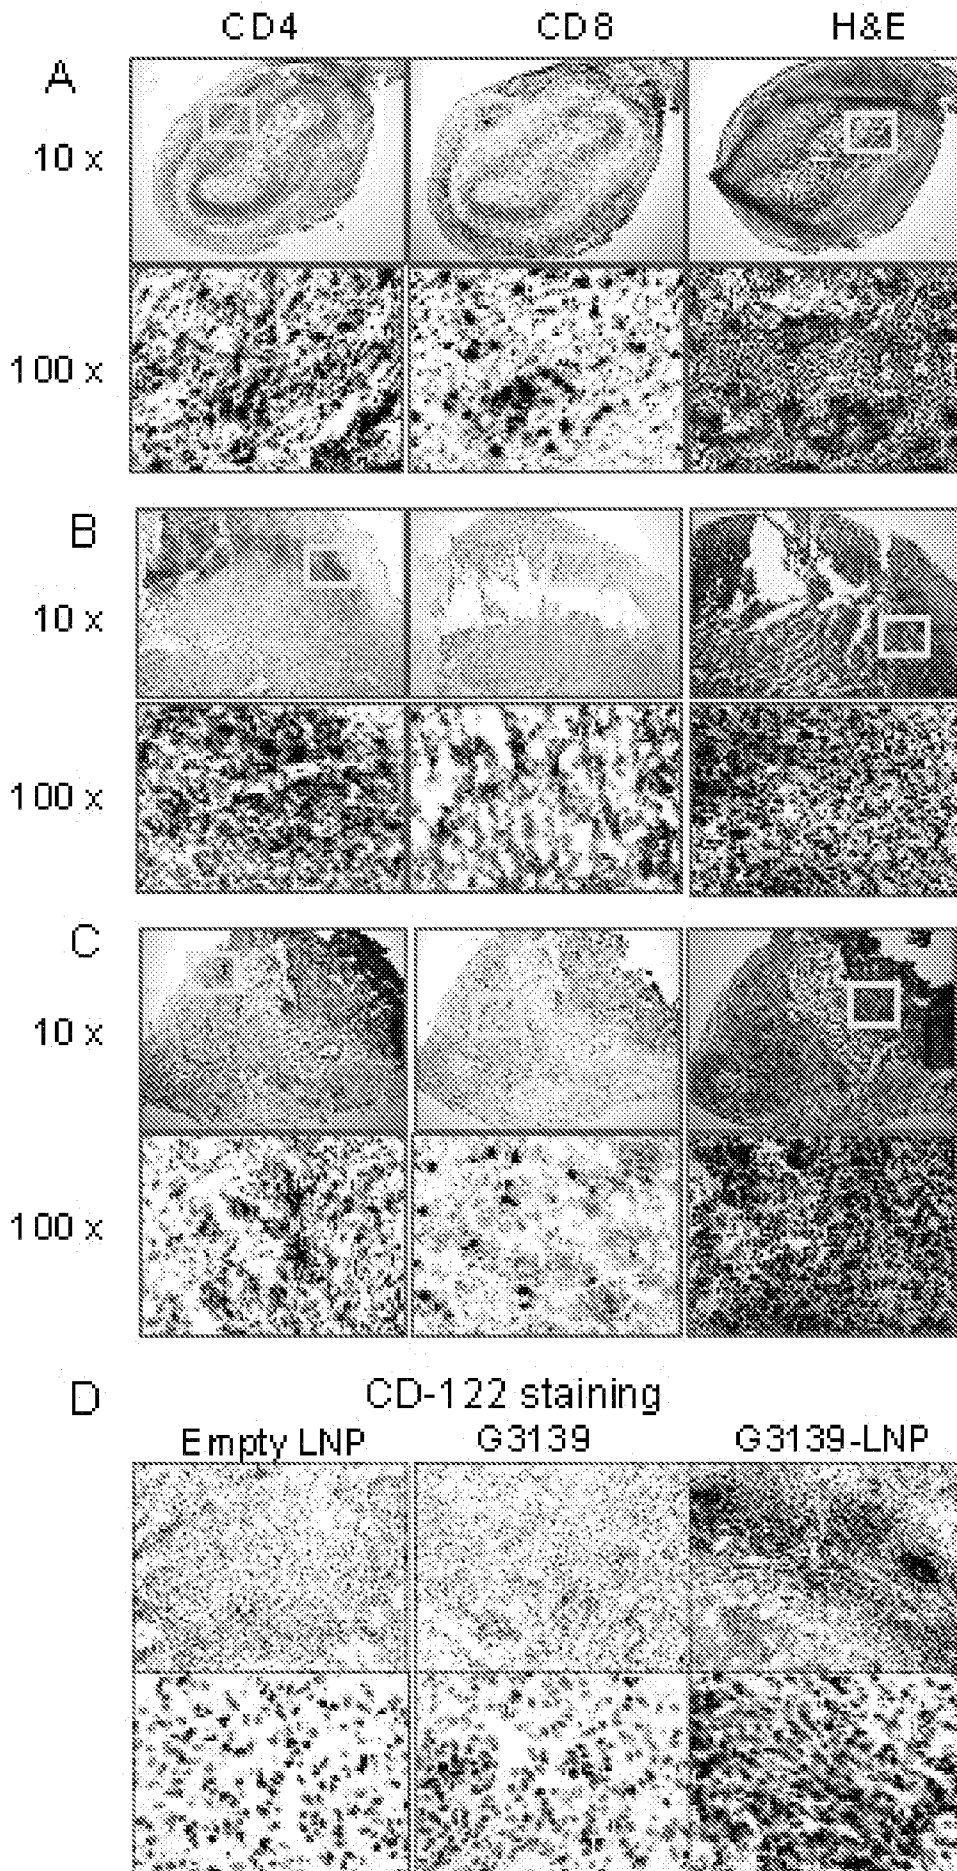 CD4 CD8 H&E
A
10 x
100 x
B
10 x
100 x
C
10 x
100 x
D CD-122 staining
Empty LNP G3139 G3139-LNP